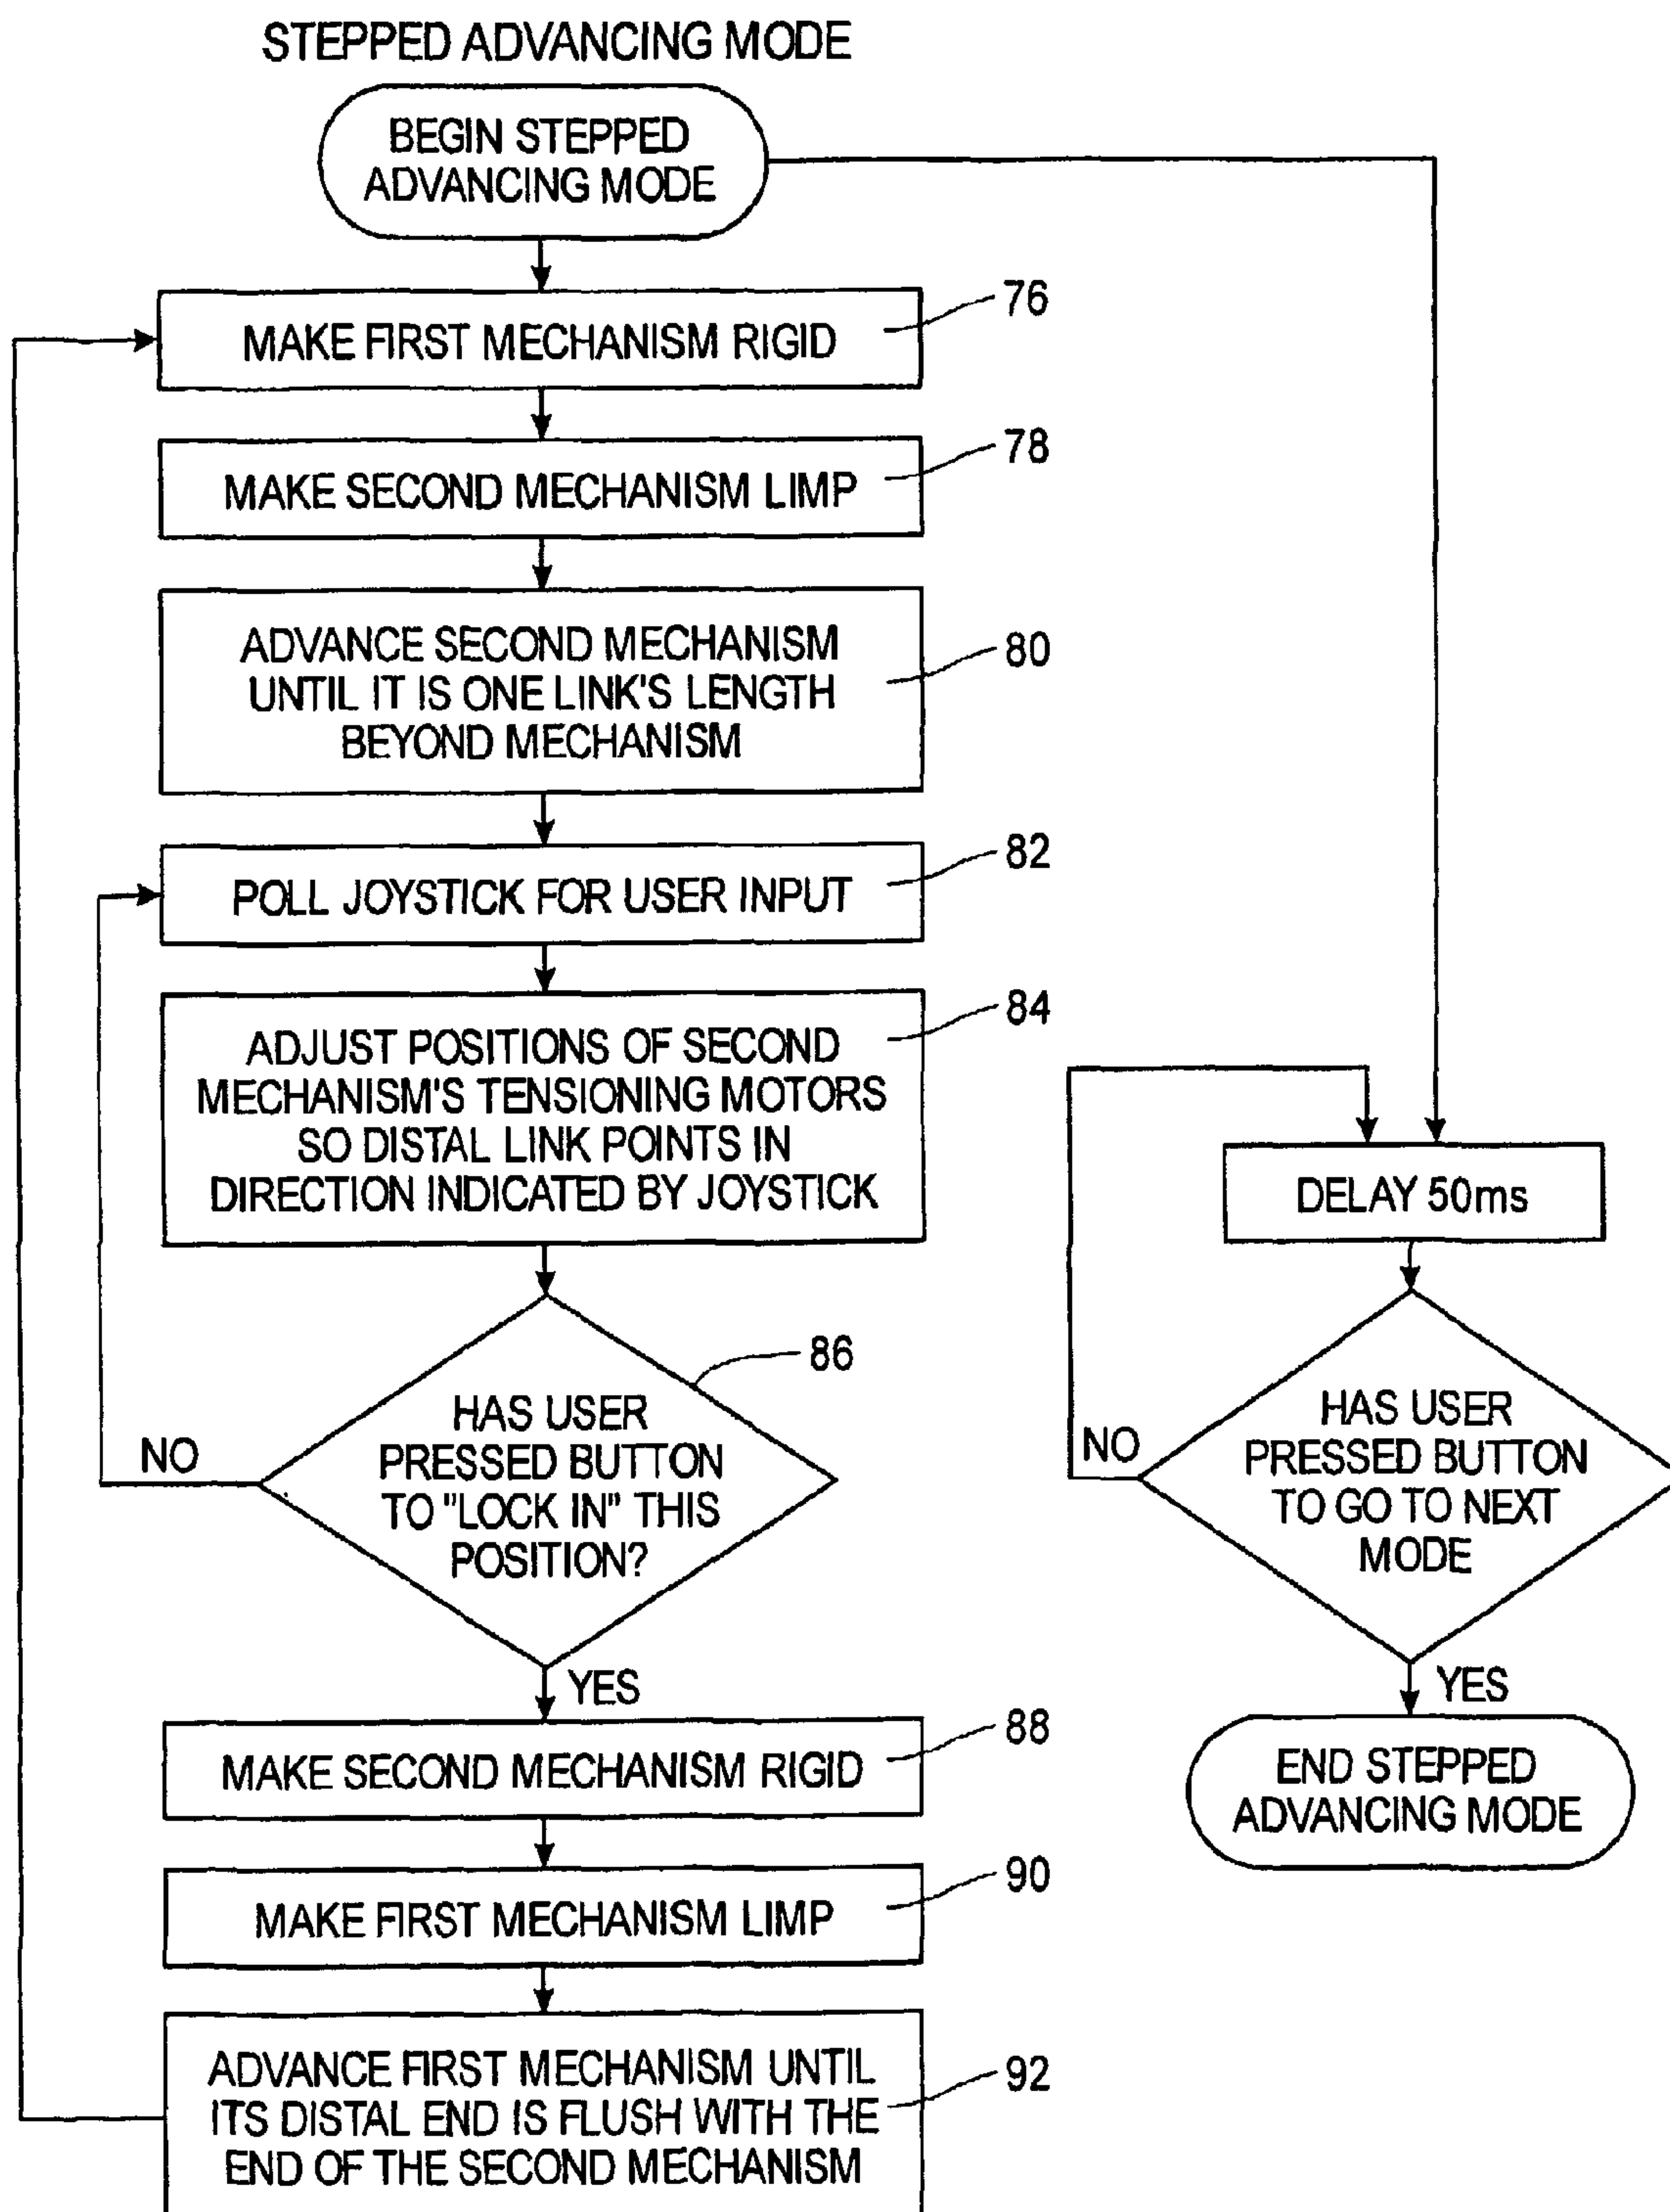 STEPPED ADVANCING MODE
BEGIN STEPPED
ADVANCING MODE
76
MAKE FIRST MECHANISM RIGID
78
MAKE SECOND MECHANISM LIMP
80
ADVANCE SECOND MECHANISM
UNTIL IT IS ONE LINK'S LENGTH
BEYOND MECHANISM
82
POLL JOYSTICK FOR USER INPUT
84
ADJUST POSITIONS OF SECOND
MECHANISM'S TENSIONING MOTORS
SO DISTAL LINK POINTS IN
DIRECTION INDICATED BY JOYSTICK
86
HAS USER
PRESSED BUTTON
TO "LOCK IN" THIS
POSITION?
NO
YES
88
MAKE SECOND MECHANISM RIGID
90
MAKE FIRST MECHANISM LIMP
92
ADVANCE FIRST MECHANISM UNTIL
ITS DISTAL END IS FLUSH WITH THE
END OF THE SECOND MECHANISM
DELAY 50ms
HAS USER
PRESSED BUTTON
TO GO TO NEXT
MODE
NO
YES
END STEPPED
ADVANCING MODE